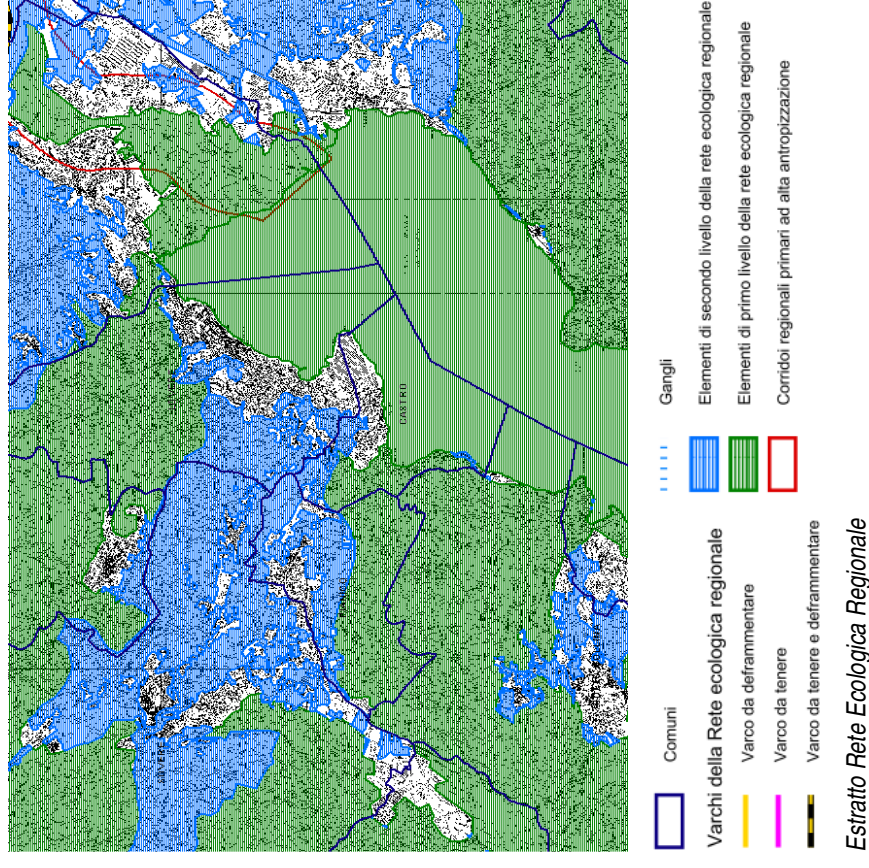 CASTRO
Comuni
Varchi della Rete ecologica regionale
Varco da deframmentare
Varco da tenere
Varco da tenere e deframmentare
Gangli
Elementi di secondo livello della rete ecologica regionale
Elementi di primo livello della rete ecologica regionale
Corridoi regionali primari ad alta antropizzazione
Estratto Rete Ecologica Regionale